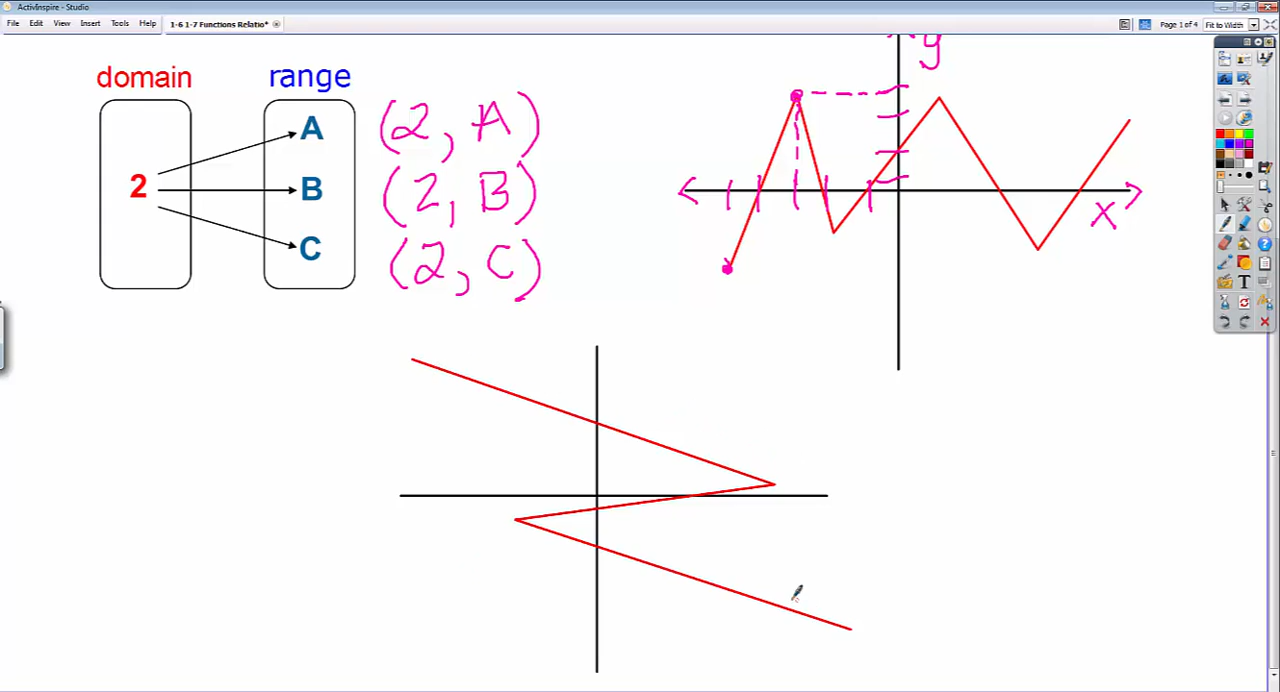 ActivInspire - Studio
File Edit View Insert Tools Help 1-6 1-7 Functions Relatio* Page 1 of 4 Fit to Width
domain range
2
A
B
C
(2, A)
(2, B)
(2, C)
y
x
T